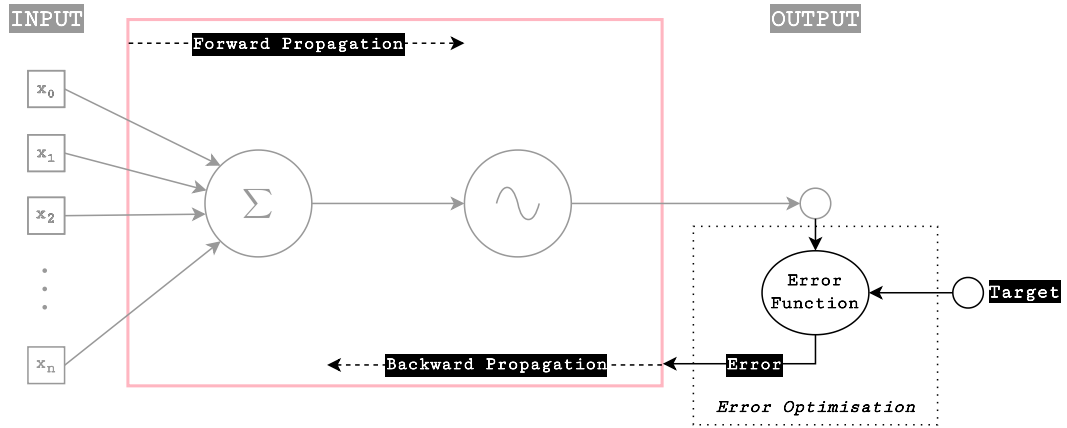 INPUT
OUTPUT
Forward Propagation
x0
x1
x2
xn
Σ
Error
Function
Target
Backward Propagation
Error
Error Optimisation